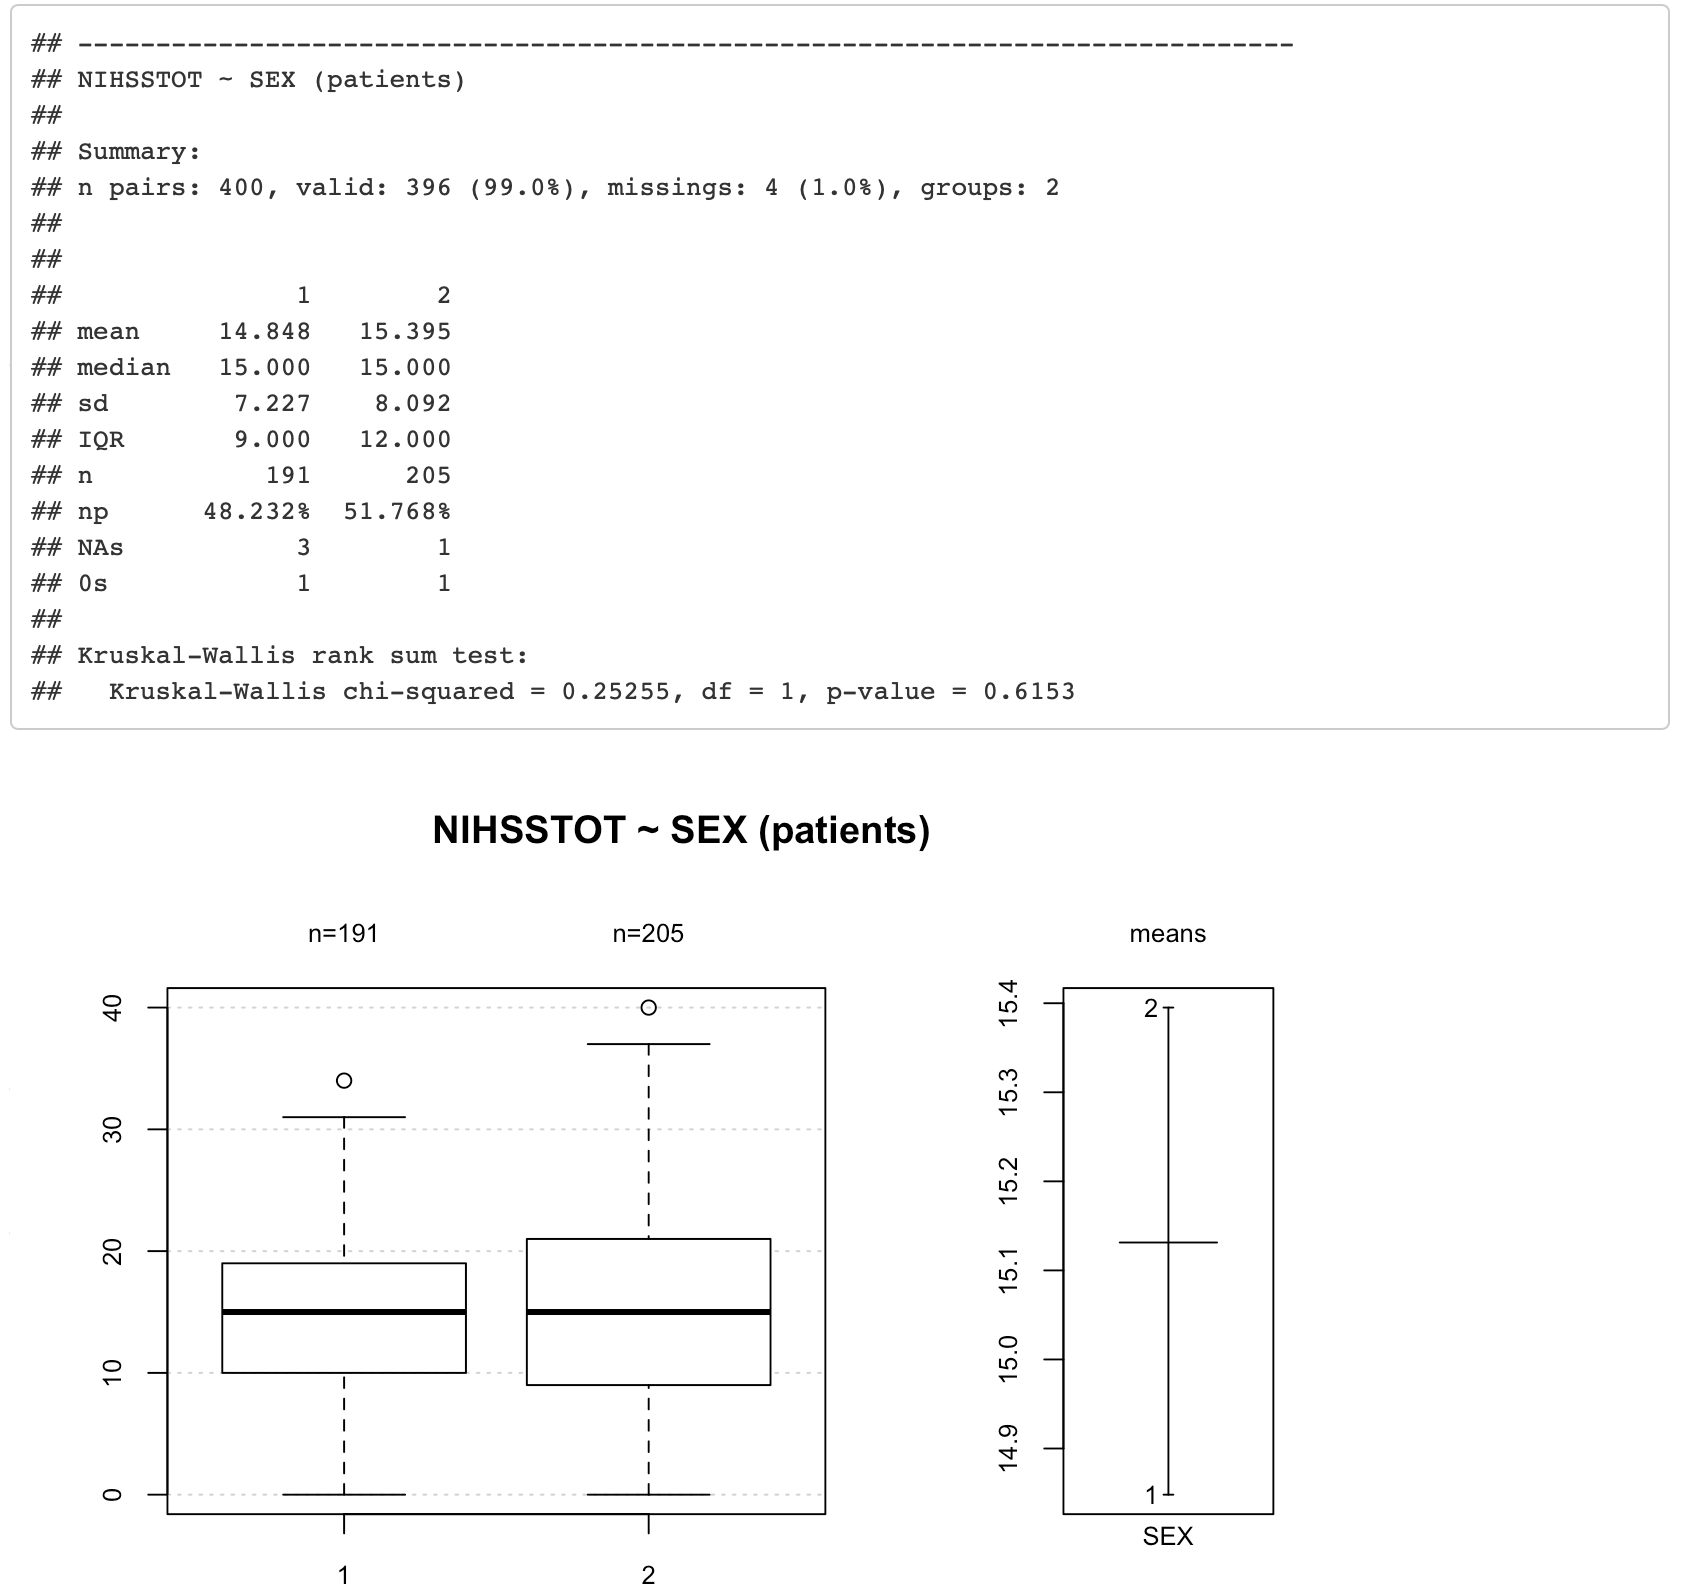 ## ------------------------------------------------------------------------------
## NIHSSTOT ~ SEX (patients)
##
## Summary:
## n pairs: 400, valid: 396 (99.0%), missings: 4 (1.0%), groups: 2
##
##
##               1        2
## mean     14.848   15.395
## median   15.000   15.000
## sd        7.227    8.092
## IQR       9.000   12.000
## n           191      205
## np      48.232%  51.768%
## NAs           3        1
## 0s            1        1
##
## Kruskal-Wallis rank sum test:
##   Kruskal-Wallis chi-squared = 0.25255, df = 1, p-value = 0.6153
NIHSSTOT ~ SEX (patients)
n=191 n=205
40
30
20
10
0
1 2
means
15.4
15.3
15.2
15.1
15.0
14.9
2
1
SEX